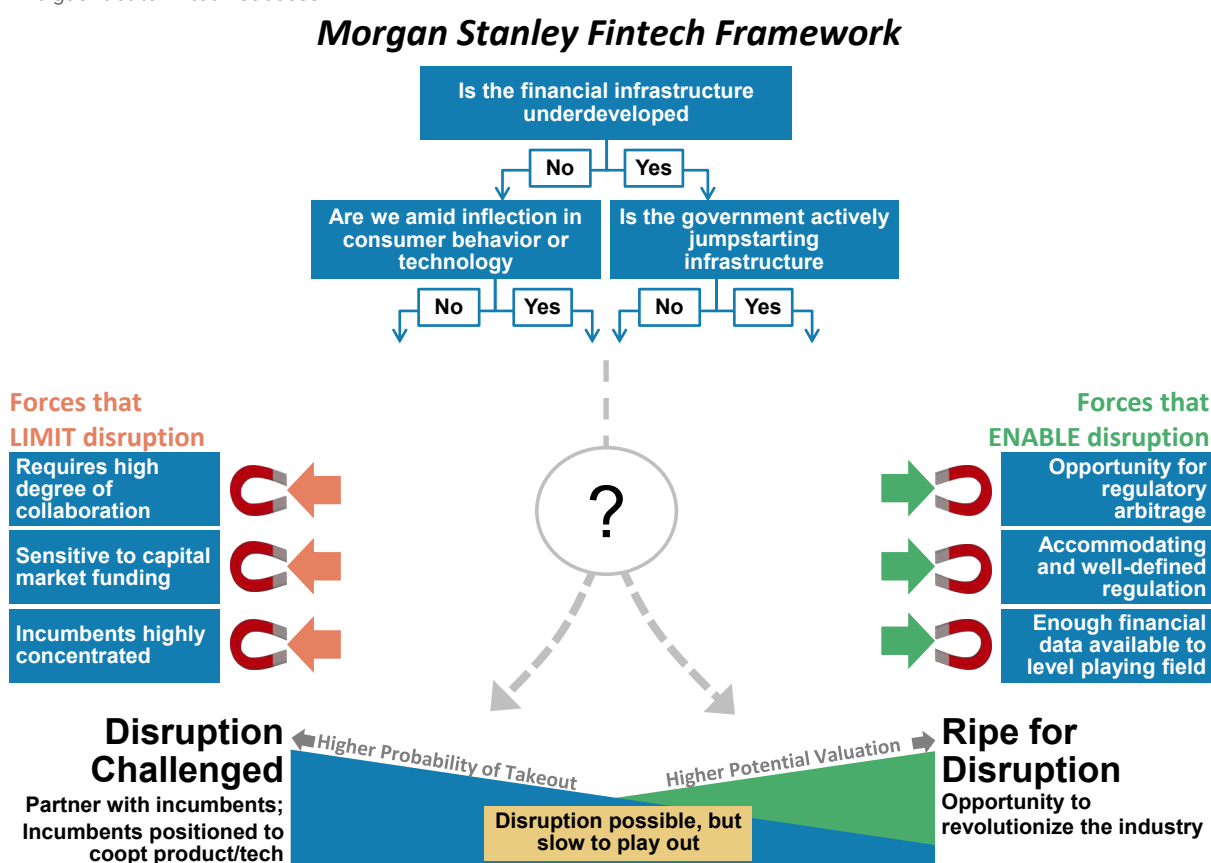 Morgan Stanley Fintech Framework
Is the financial infrastructure
underdeveloped
No
Yes
Are we amid inflection in
consumer behavior or
technology
Is the government actively
jumpstarting
infrastructure
No
Yes
No
Yes
Forces that
LIMIT disruption
Requires high
degree of
collaboration
Sensitive to capital
market funding
Incumbents highly
concentrated
?
Forces that
ENABLE disruption
Opportunity for
regulatory
arbitrage
Accommodating
and well-defined
regulation
Enough financial
data available to
level playing field
Disruption
Challenged
Partner with incumbents;
Incumbents positioned to
coopt product/tech
Higher Probability of Takeout
Higher Potential Valuation
Disruption possible, but
slow to play out
Ripe for
Disruption
Opportunity to
revolutionize the industry